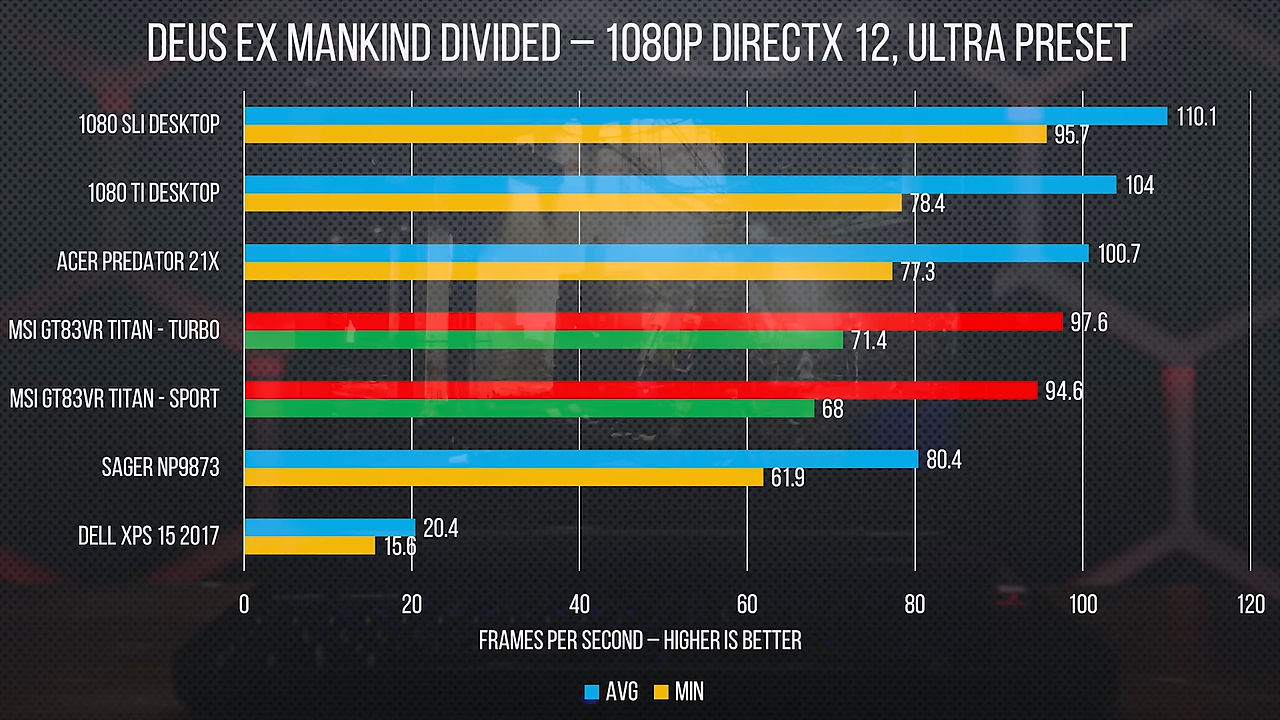 DEUS EX MANKIND DIVIDED – 1080P DIRECTX 12, ULTRA PRESET
1080 SLI DESKTOP
110.1
95.7
1080 TI DESKTOP
104
78.4
ACER PREDATOR 21X
100.7
77.3
MSI GT83VR TITAN - TURBO
97.6
71.4
MSI GT83VR TITAN - SPORT
94.6
68
SAGER NP9873
80.4
61.9
DELL XPS 15 2017
20.4
15.6
0 20 40 60 80 100 120
FRAMES PER SECOND – HIGHER IS BETTER
AVG MIN